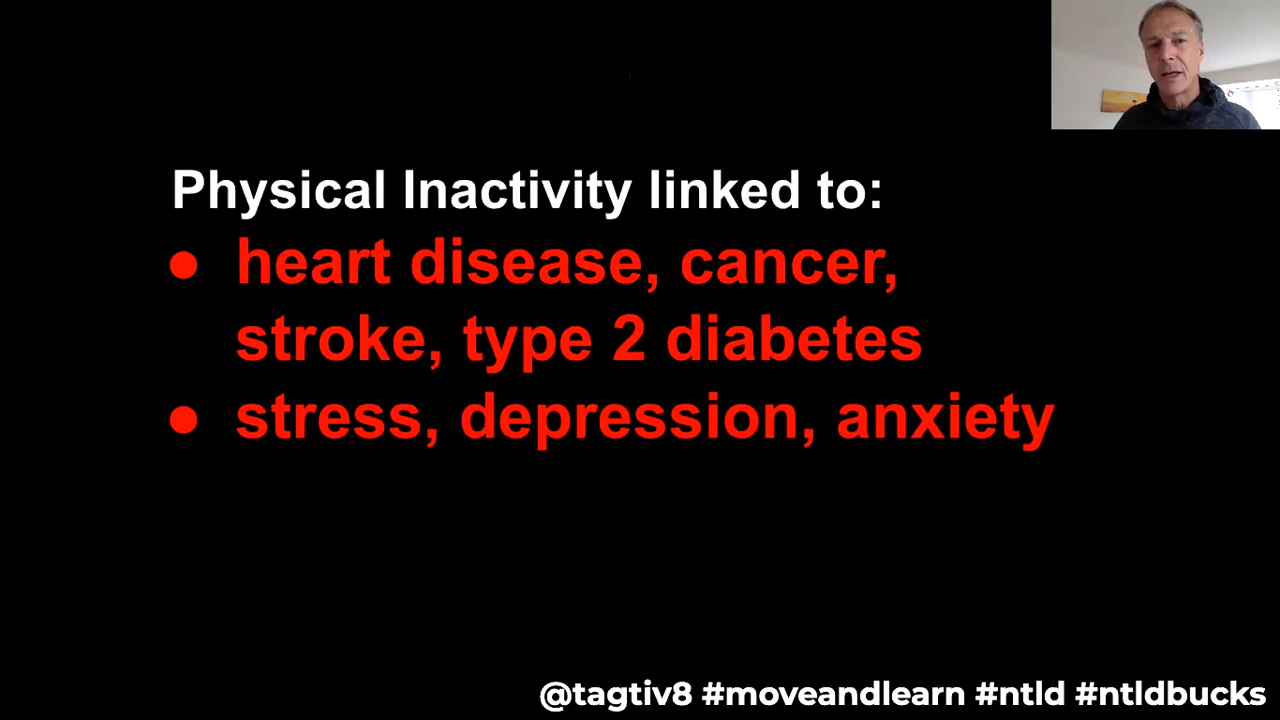 Physical Inactivity linked to:
● heart disease, cancer,
stroke, type 2 diabetes
● stress, depression, anxiety
@tagtiv8 #moveandlearn #ntld #ntldbucks